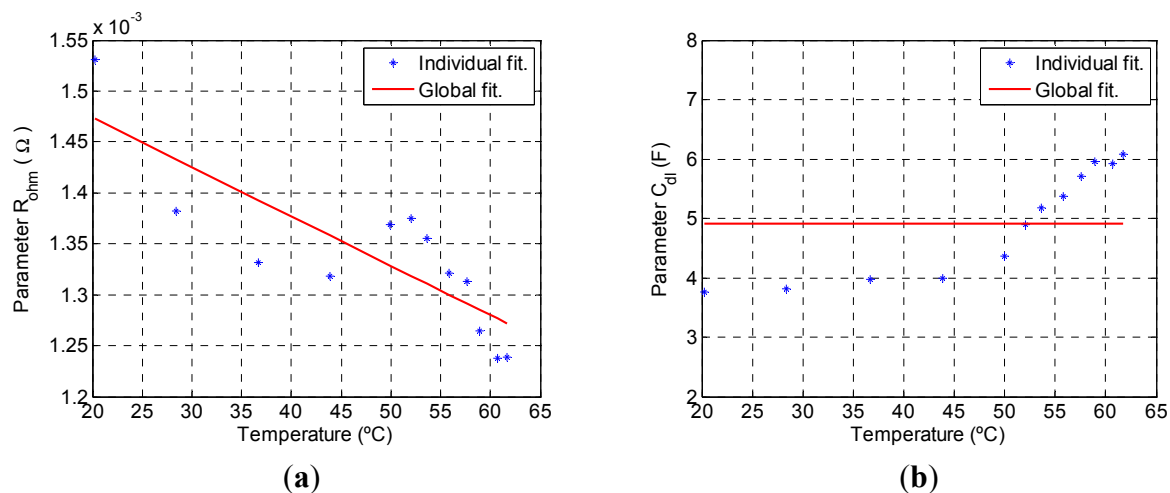 x 10^-3
1.55
1.5
1.45
1.4
1.35
1.3
1.25
1.2
Parameter R_ohm ( Ω )
Individual fit.
Global fit.
20 25 30 35 40 45 50 55 60 65
Temperature (ºC)
(a)
8
7
6
5
4
3
2
Parameter C_dl (F)
Individual fit.
Global fit.
20 25 30 35 40 45 50 55 60 65
Temperature (ºC)
(b)